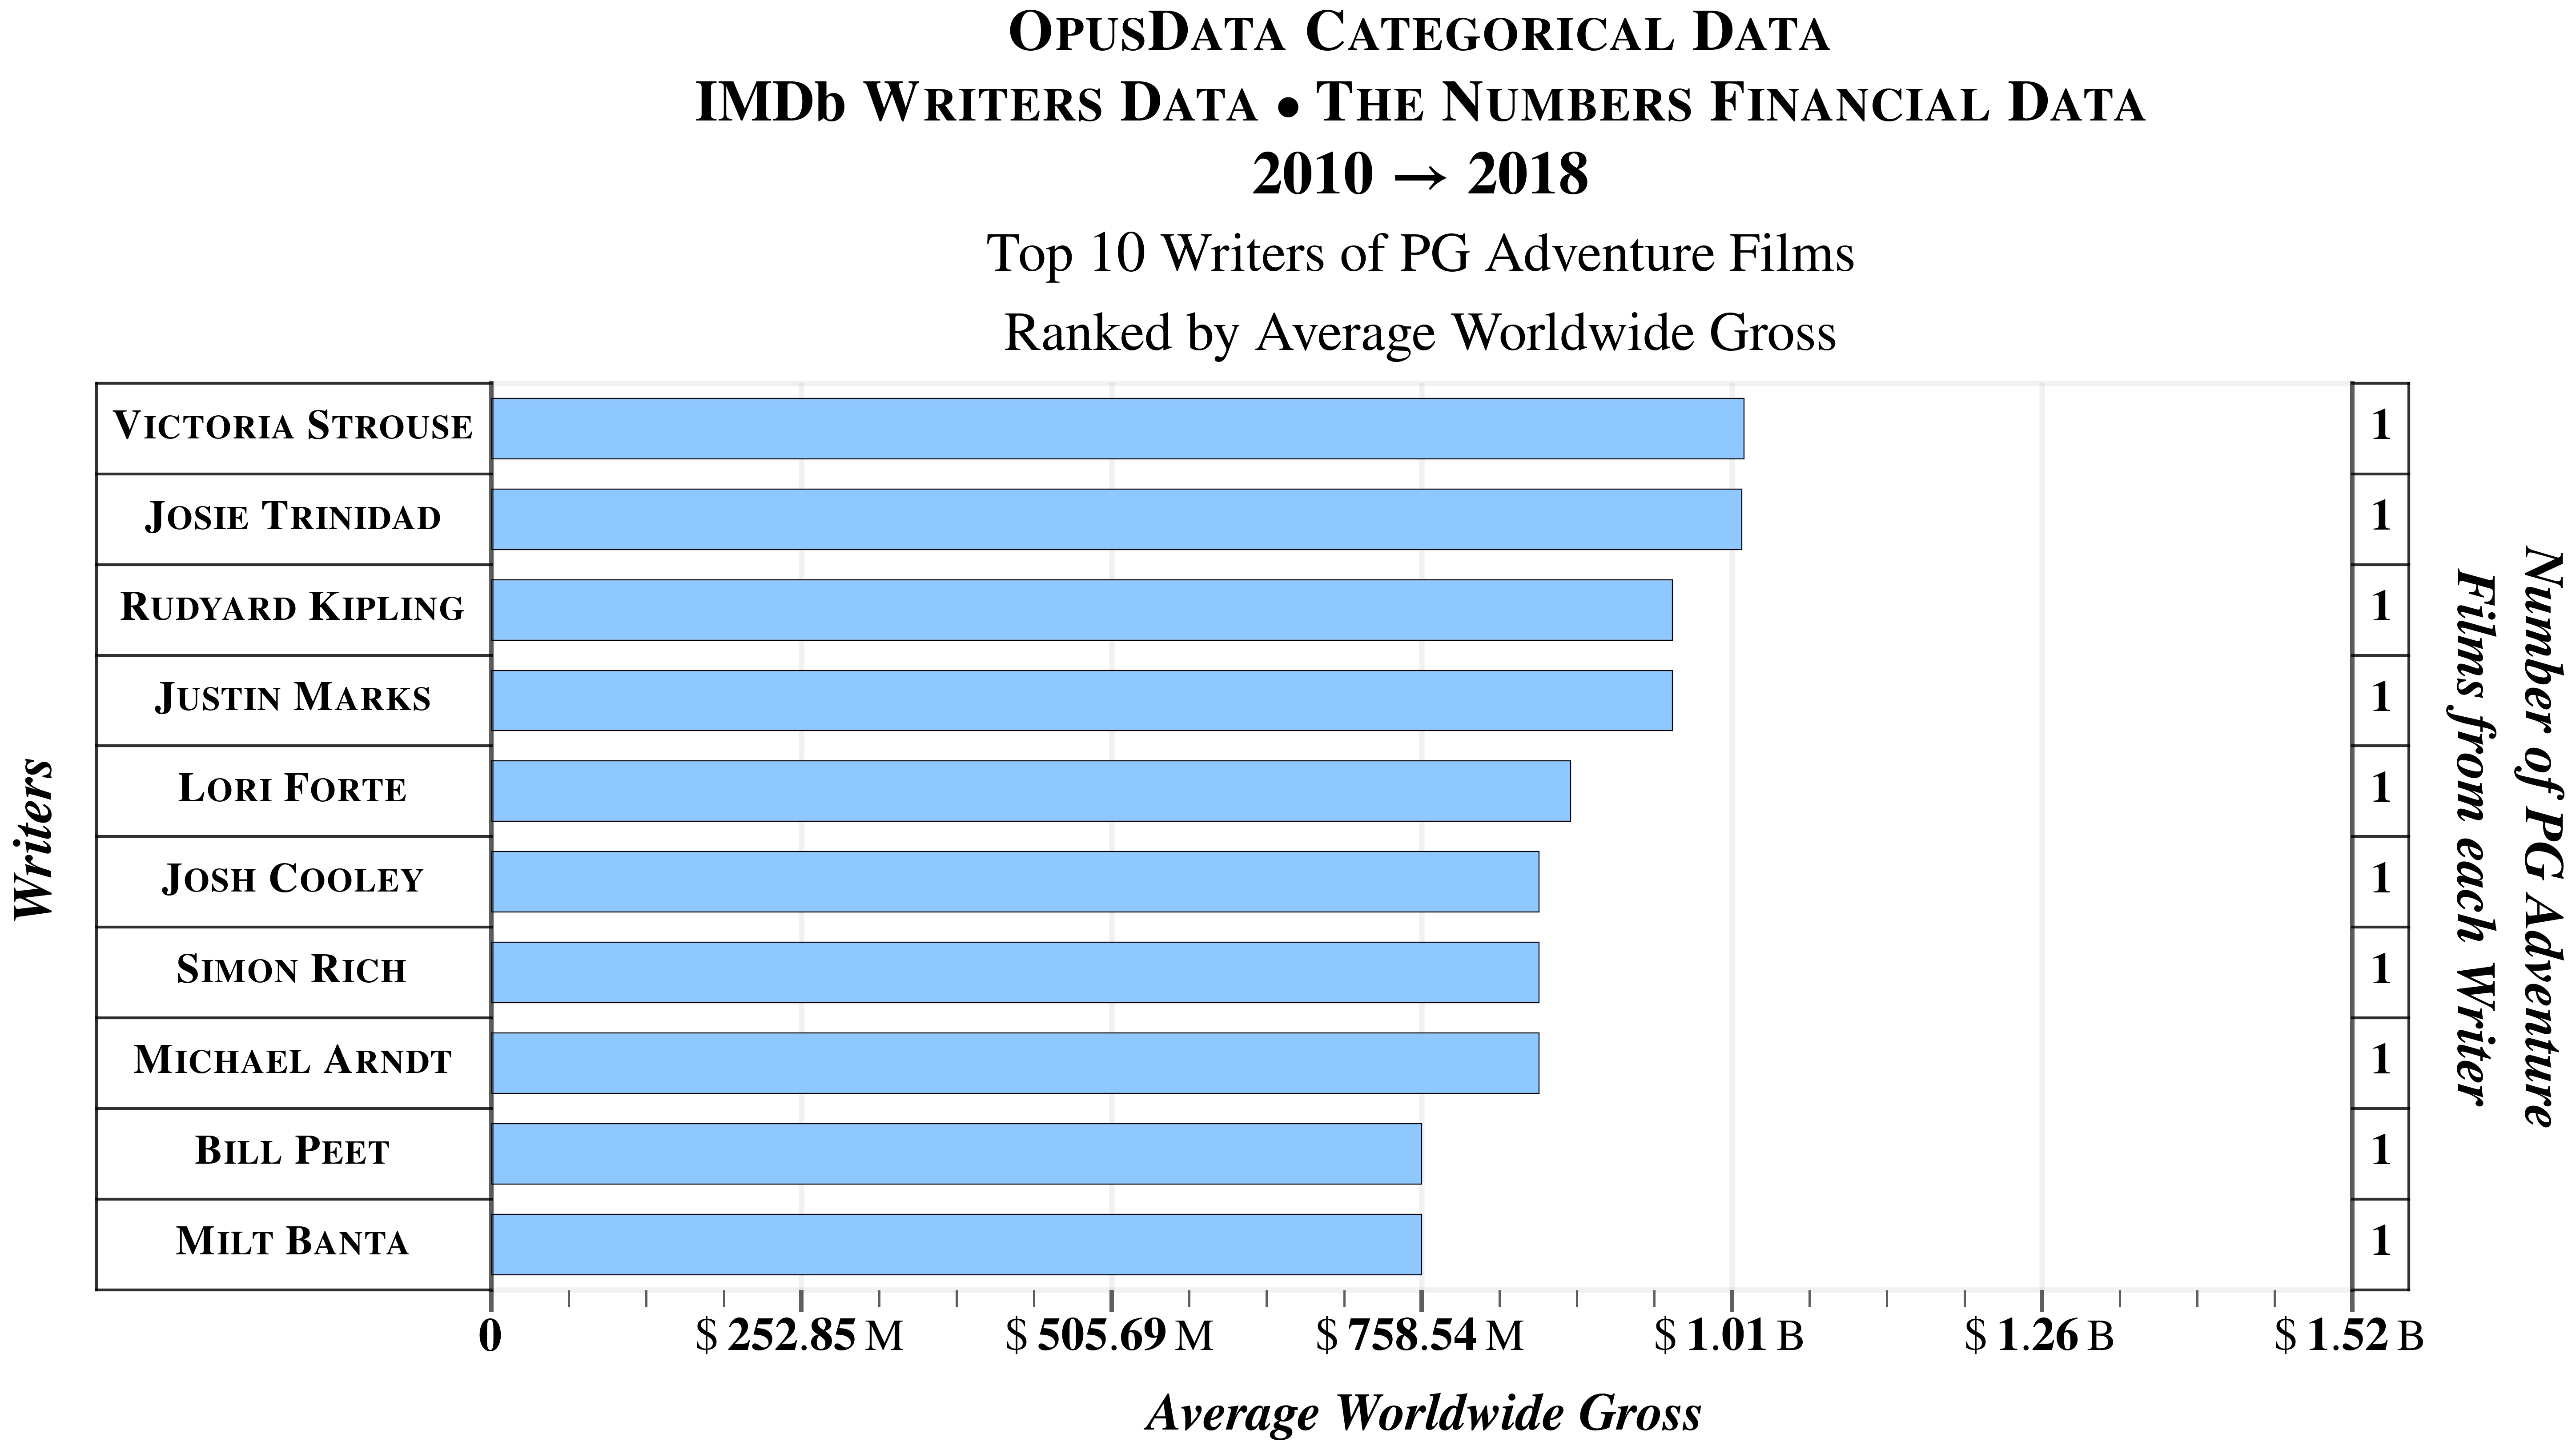 OpusData Categorical Data
IMDb Writers Data • The Numbers Financial Data
2010 → 2018
Top 10 Writers of PG Adventure Films
Ranked by Average Worldwide Gross
Writers
Victoria Strouse 1
Josie Trinidad 1
Rudyard Kipling 1
Justin Marks 1
Lori Forte 1
Josh Cooley 1
Simon Rich 1
Michael Arndt 1
Bill Peet 1
Milt Banta 1
Number of PG Adventure
Films from each Writer
0 $ 252.85 M $ 505.69 M $ 758.54 M $ 1.01 B $ 1.26 B $ 1.52 B
Average Worldwide Gross